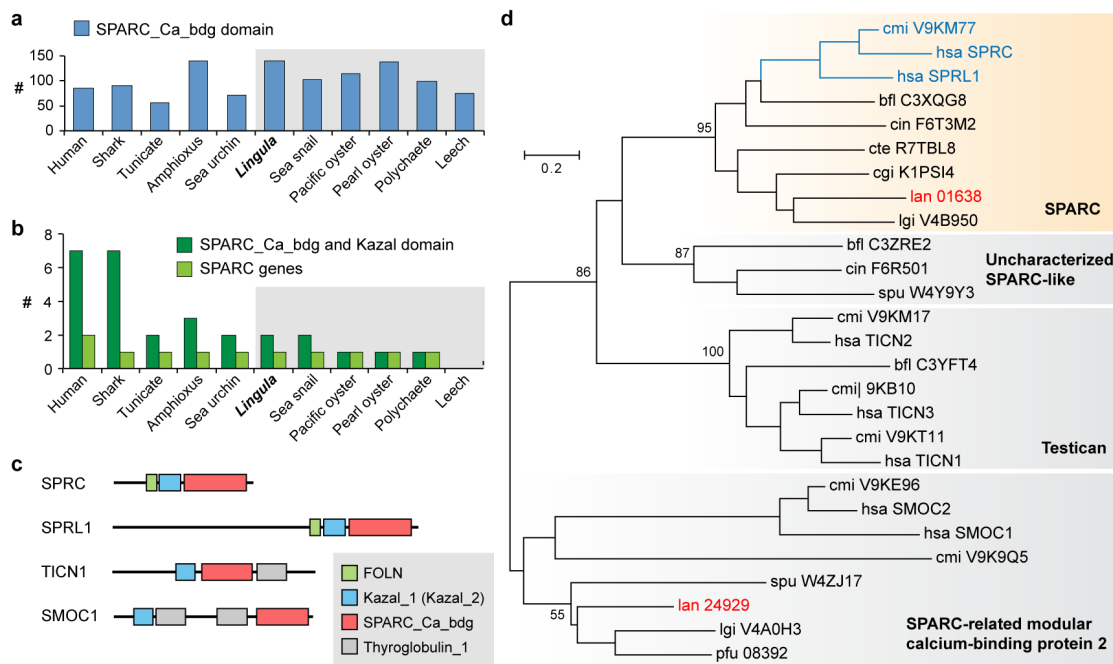 a
SPARC_Ca_bdg domain
150
100
50
0
#
Human
Shark
Tunicate
Amphioxus
Sea urchin
Lingula
Sea snail
Pacific oyster
Pearl oyster
Polychaete
Leech
b
SPARC_Ca_bdg and Kazal domain
SPARC genes
8
6
4
2
0
#
Human
Shark
Tunicate
Amphioxus
Sea urchin
Lingula
Sea snail
Pacific oyster
Pearl oyster
Polychaete
Leech
c
SPRC
SPRL1
TICN1
SMOC1
FOLN
Kazal_1 (Kazal_2)
SPARC_Ca_bdg
Thyroglobulin_1
d
0.2
95
86
87
100
55
cmi V9KM77
hsa SPRC
hsa SPRL1
bfl C3XQG8
cin F6T3M2
cte R7TBL8
cgi K1PSI4
lan 01638
lgi V4B950
SPARC
bfl C3ZRE2
cin F6R501
spu W4Y9Y3
Uncharacterized
SPARC-like
cmi V9KM17
hsa TICN2
bfl C3YFT4
cmi| 9KB10
hsa TICN3
cmi V9KT11
hsa TICN1
Testican
cmi V9KE96
hsa SMOC2
hsa SMOC1
cmi V9K9Q5
spu W4ZJ17
lan 24929
lgi V4A0H3
pfu 08392
SPARC-related modular
calcium-binding protein 2